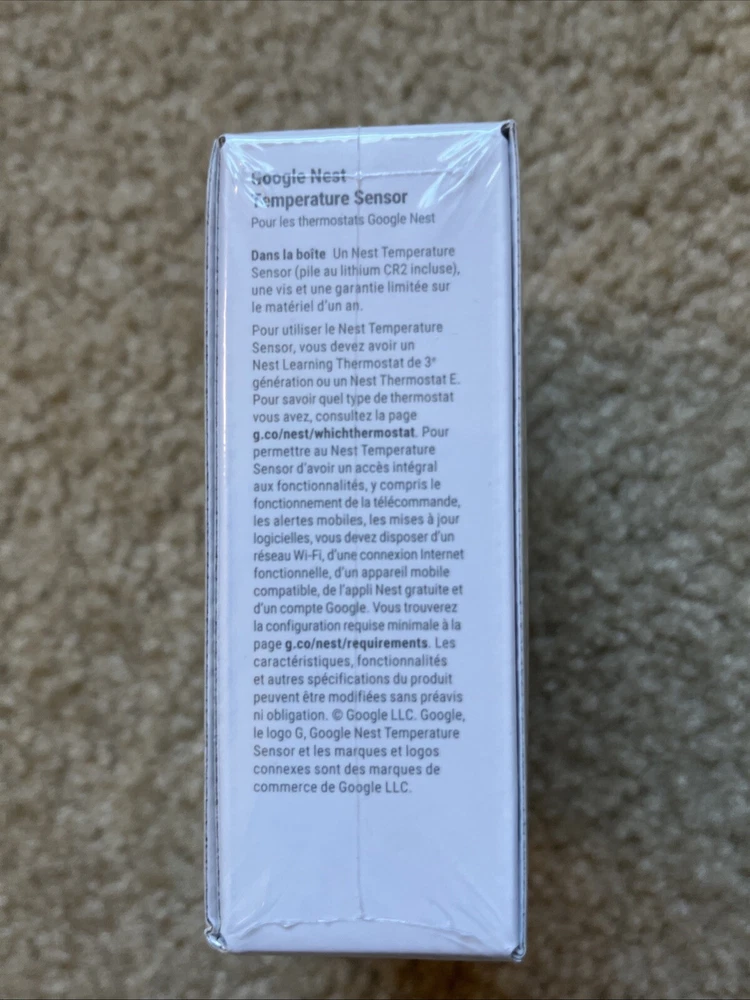 Google Nest
Temperature Sensor
Pour les thermostats Google Nest
Dans la boîte Un Nest Temperature
Sensor (pile au lithium CR2 incluse),
une vis et une garantie limitée sur
le matériel d'un an.
Pour utiliser le Nest Temperature
Sensor, vous devez avoir un
Nest Learning Thermostat de 3e
génération ou un Nest Thermostat E.
Pour savoir quel type de thermostat
vous avez, consultez la page
g.co/nest/whichthermostat. Pour
permettre au Nest Temperature
Sensor d'avoir un accès intégral
aux fonctionnalités, y compris le
fonctionnement de la télécommande,
les alertes mobiles, les mises à jour
logicielles, vous devez disposer d'un
réseau Wi-Fi, d'une connexion Internet
fonctionnelle, d'un appareil mobile
compatible, de l'appli Nest gratuite et
d'un compte Google. Vous trouverez
la configuration requise minimale à la
page g.co/nest/requirements. Les
caractéristiques, fonctionnalités
et autres spécifications du produit
peuvent être modifiées sans préavis
ni obligation. © Google LLC. Google,
le logo G, Google Nest Temperature
Sensor et les marques et logos
connexes sont des marques de
commerce de Google LLC.